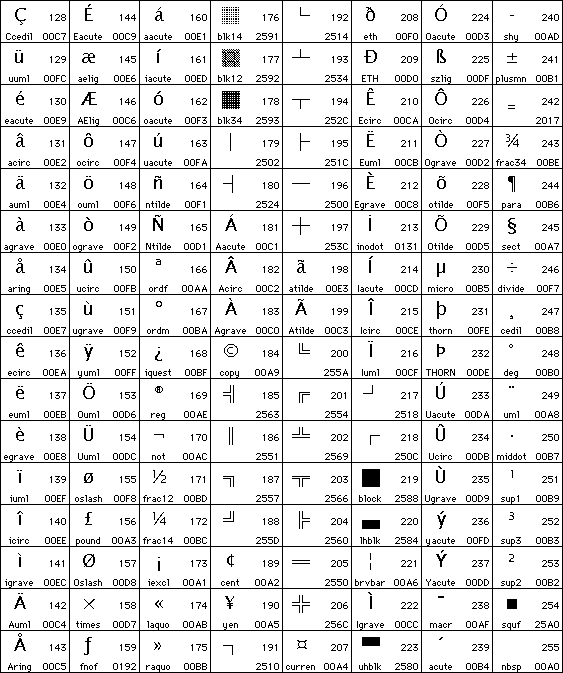 Ç 128 É 144 á 160 ░ 176 └ 192 ð 208 Ó 224 - 240
Ccedil 00C7 Eacute 00C9 aacute 00E1 blk14 2591 2514 eth 00F0 Oacute 00D3 shy 00AD
ü 129 æ 145 í 161 ▒ 177 ┴ 193 Ð 209 ß 225 ± 241
uuml 00FC aelig 00E6 iacute 00ED blk12 2592 2534 ETH 00D0 szlig 00DF plusmn 00B1
é 130 Æ 146 ó 162 ▓ 178 ┬ 194 Ê 210 Ô 226 ‗ 242
eacute 00E9 AElig 00C6 oacute 00F3 blk34 2593 252C Ecirc 00CA Ocirc 00D4 2017
â 131 ô 147 ú 163 │ 179 ├ 195 Ë 211 Ò 227 ¾ 243
acirc 00E2 ocirc 00F4 uacute 00FA 2502 251C Euml 00CB Ograve 00D2 frac34 00BE
ä 132 ö 148 ñ 164 ┤ 180 ─ 196 È 212 õ 228 ¶ 244
auml 00E4 ouml 00F6 ntilde 00F1 2524 2500 Egrave 00C8 otilde 00F5 para 00B6
à 133 ò 149 Ñ 165 Á 181 ┼ 197 İ 213 Õ 229 § 245
agrave 00E0 ograve 00F2 Ntilde 00D1 Aacute 00C1 253C inodot 0131 Otilde 00D5 sect 00A7
å 134 û 150 ª 166 Â 182 ã 198 Í 214 µ 230 ÷ 246
aring 00E5 ucirc 00FB ordf 00AA Acirc 00C2 atilde 00E3 Iacute 00CD micro 00B5 divide 00F7
ç 135 ù 151 º 167 À 183 Ã 199 Î 215 þ 231 ¸ 247
ccedil 00E7 ugrave 00F9 ordm 00BA Agrave 00C0 Atilde 00C3 Icirc 00CE thorn 00FE cedil 00B8
ê 136 ÿ 152 ¿ 168 © 184 ╚ 200 Ï 216 Þ 232 ° 248
ecirc 00EA yuml 00FF iquest 00BF copy 00A9 255A Iuml 00CF THORN 00DE deg 00B0
ë 137 Ö 153 ® 169 ╣ 185 ╔ 201 ┘ 217 Ú 233 ¨ 249
euml 00EB Ouml 00D6 reg 00AE 2563 2554 2518 Uacute 00DA uml 00A8
è 138 Ü 154 ¬ 170 ║ 186 ╩ 202 ┌ 218 Û 234 · 250
egrave 00E8 Uuml 00DC not 00AC 2551 2569 250C Ucirc 00DB middot 00B7
ï 139 ø 155 ½ 171 ╗ 187 ╦ 203 █ 219 Ù 235 ¹ 251
iuml 00EF oslash 00F8 frac12 00BD 2557 2566 block 2588 Ugrave 00D9 sup1 00B9
î 140 £ 156 ¼ 172 ╝ 188 ╠ 204 ▄ 220 ý 236 ³ 252
icirc 00EE pound 00A3 frac14 00BC 255D 2560 lhblk 2584 yacute 00FD sup3 00B3
ì 141 Ø 157 ¡ 173 ¢ 189 ═ 205 ¦ 221 Ý 237 ² 253
igrave 00EC Oslash 00D8 iexcl 00A1 cent 00A2 2550 brvbar 00A6 Yacute 00DD sup2 00B2
Ä 142 × 158 « 174 ¥ 190 ╬ 206 Ì 222 ¯ 238 ■ 254
Auml 00C4 times 00D7 laquo 00AB yen 00A5 256C Igrave 00CC macr 00AF squf 25A0
Å 143 ƒ 159 » 175 ┐ 191 ¤ 207 ▀ 223 ´ 239 255
Aring 00C5 fnof 0192 raquo 00BB 2510 curren 00A4 uhblk 2580 acute 00B4 nbsp 00A0